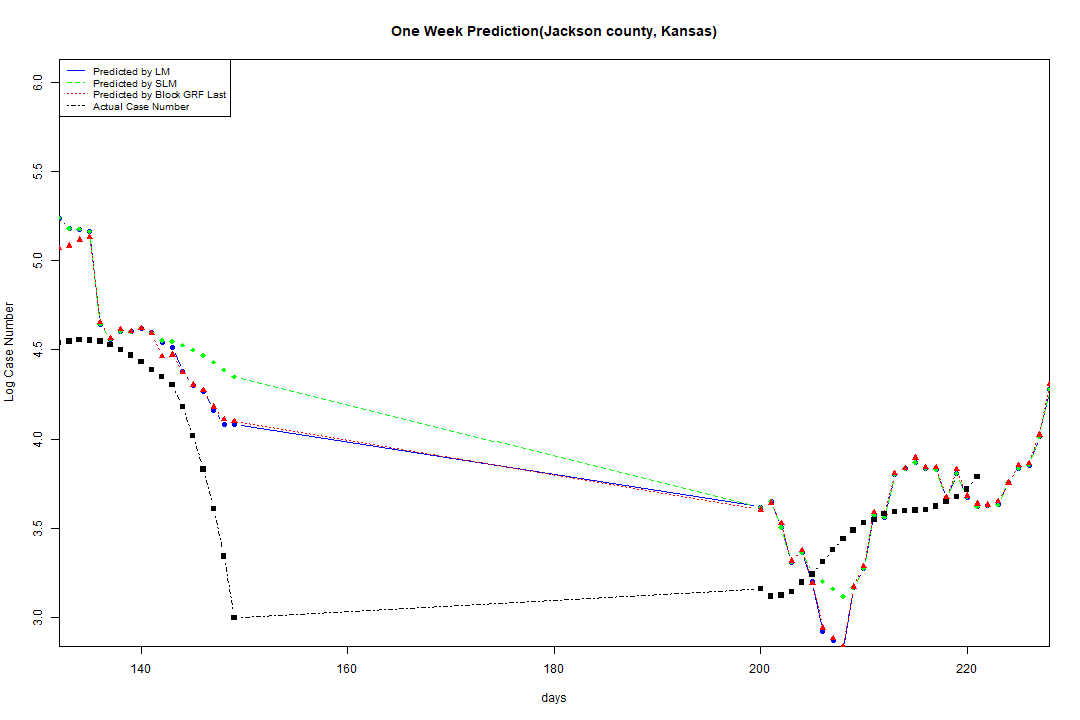 One Week Prediction(Jackson county, Kansas)
Predicted by LM
Predicted by SLM
Predicted by Block GRF Last
Actual Case Number
6.0
5.5
5.0
4.5
4.0
3.5
3.0
Log Case Number
140 160 180 200 220
days